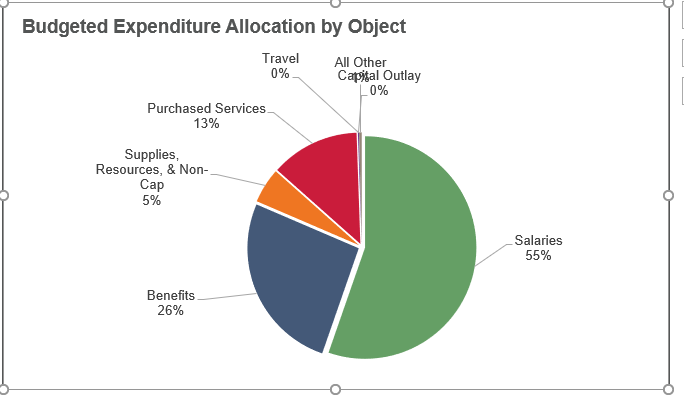 Budgeted Expenditure Allocation by Object
Travel
0%
All Other
1%
Capital Outlay
0%
Purchased Services
13%
Supplies,
Resources, & Non-
Cap
5%
Salaries
55%
Benefits
26%